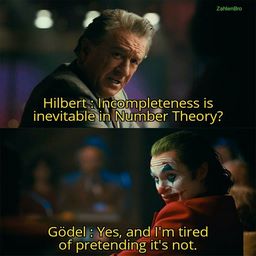 ZahlenBro
Hilbert : Incompleteness is
inevitable in Number Theory?
Gödel : Yes, and I'm tired
of pretending it's not.